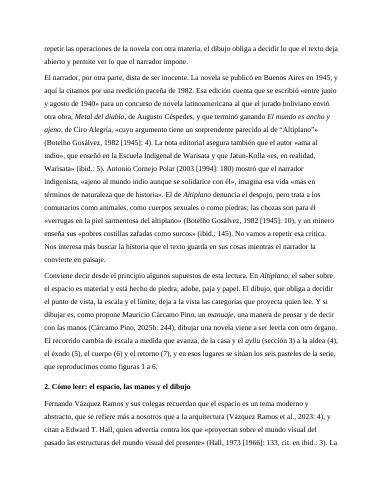 repetir las operaciones de la novela con otra materia, el dibujo obliga a decidir lo que el texto deja
abierto y permite ver lo que el narrador impone.
El narrador, por otra parte, dista de ser inocente. La novela se publicó en Buenos Aires en 1945, y
aquí la citamos por una reedición paceña de 1982. Esa edición cuenta que se escribió «entre junio
y agosto de 1940» para un concurso de novela latinoamericana al que el jurado boliviano envió
otra obra, Metal del diablo, de Augusto Céspedes, y que terminó ganando El mundo es ancho y
ajeno, de Ciro Alegría, «cuyo argumento tiene un sorprendente parecido al de “Altiplano”»
(Botelho Gosálvez, 1982 [1945]: 4). La nota editorial asegura también que el autor «ama al
indio», que enseñó en la Escuela Indigenal de Warisata y que Jatun-Kolla «es, en realidad,
Warisata» (ibid.: 5). Antonio Cornejo Polar (2003 [1994]: 180) mostró que el narrador
indigenista, «ajeno al mundo indio aunque se solidarice con él», imagina esa vida «más en
términos de naturaleza que de historia». El de Altiplano denuncia el despojo, pero trata a los
comunarios como animales, como cuerpos sexuales o como piedras; las chozas son para él
«verrugas en la piel sarmentosa del altiplano» (Botelho Gosálvez, 1982 [1945]: 10), y un minero
enseña sus «pobres costillas zafadas como surcos» (ibid.: 145). No vamos a repetir esa crítica.
Nos interesa más buscar la historia que el texto guarda en sus cosas mientras el narrador la
convierte en paisaje.
Conviene decir desde el principio algunos supuestos de esta lectura. En Altiplano, el saber sobre
el espacio es material y está hecho de piedra, adobe, paja y papel. El dibujo, que obliga a decidir
el punto de vista, la escala y el límite, deja a la vista las categorías que proyecta quien lee. Y si
dibujar es, como propone Mauricio Cárcamo Pino, un manuaje, una manera de pensar y de decir
con las manos (Cárcamo Pino, 2025b: 244), dibujar una novela viene a ser leerla con otro órgano.
El recorrido cambia de escala a medida que avanza, de la casa y el ayllu (sección 3) a la aldea (4),
el éxodo (5), el cuerpo (6) y el retorno (7), y en esos lugares se sitúan los seis pasteles de la serie,
que reproducimos como figuras 1 a 6.
2. Cómo leer: el espacio, las manos y el dibujo
Fernando Vázquez Ramos y sus colegas recuerdan que el espacio es un tema moderno y
abstracto, que se refiere más a nosotros que a la arquitectura (Vázquez Ramos et al., 2023: 4), y
citan a Edward T. Hall, quien advertía contra los que «proyectan sobre el mundo visual del
pasado las estructuras del mundo visual del presente» (Hall, 1973 [1966]: 133, cit. en ibid.: 3). La